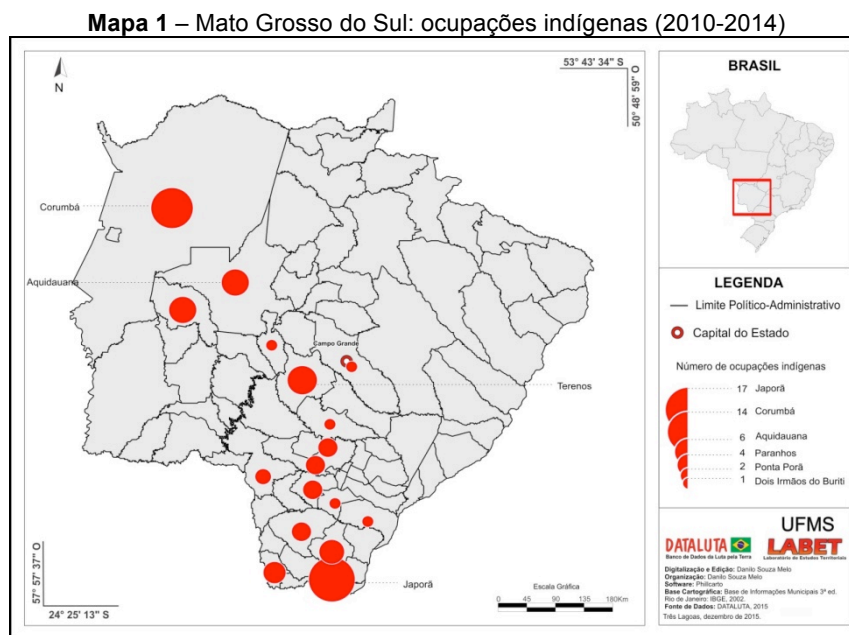 Mapa 1 – Mato Grosso do Sul: ocupações indígenas (2010-2014)
N
53° 43' 34" S
50° 48' 59" O
Corumbá
Aquidauana
Campo Grande
Terenos
Japorã
57° 57' 37" O
24° 25' 13" S
Escala Gráfica
0 45 90 135 180Km
BRASIL
LEGENDA
Limite Político-Administrativo
Capital do Estado
Número de ocupações indígenas
17 Japorã
14 Corumbá
6 Aquidauana
4 Paranhos
2 Ponta Porã
1 Dois Irmãos do Buriti
DATALUTA
Banco de Dados da Luta pela Terra
UFMS
LABET
Laboratório de Estudos Territoriais
Digitalização e Edição: Danilo Souza Melo
Organização: Danilo Souza Melo
Software: Philcarto
Base Cartográfica: Base de Informações Municipais 3ª ed.
Rio de Janeiro: IBGE, 2002.
Fonte de Dados: DATALUTA, 2015
Três Lagoas, dezembro de 2015.